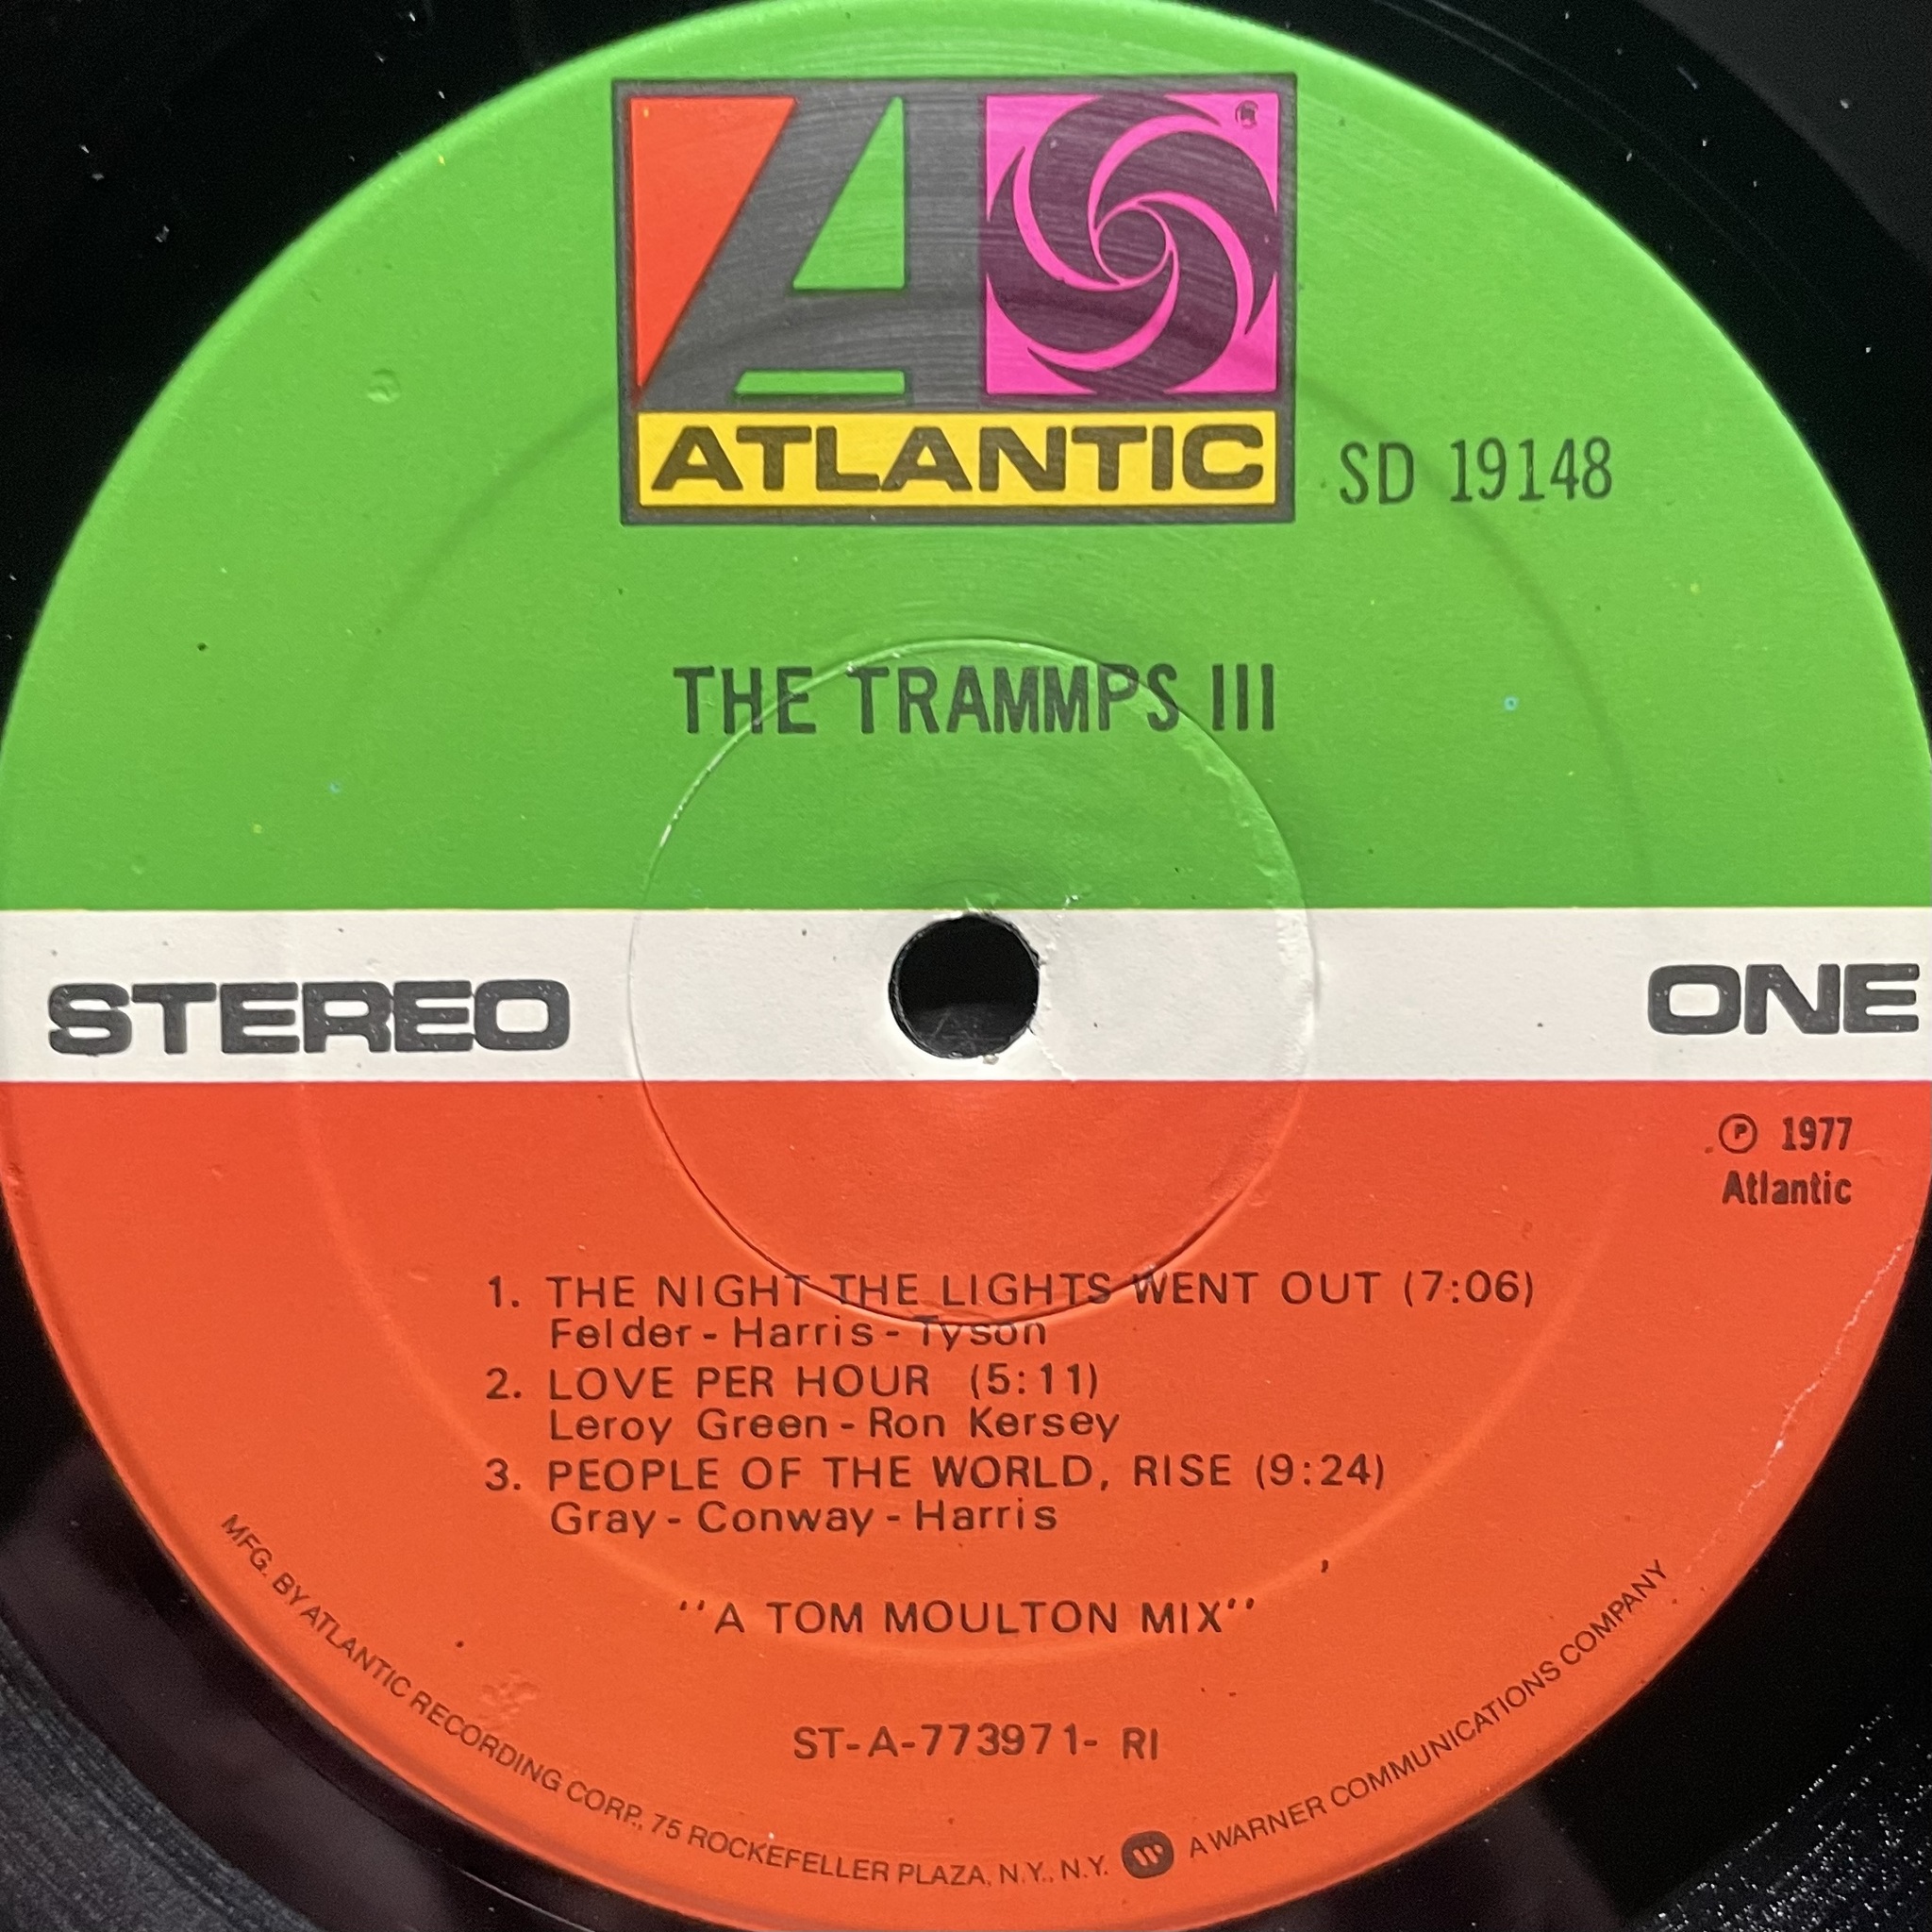 ATLANTIC
®
SD 19148
THE TRAMMPS III
STEREO
ONE
Ⓟ 1977
Atlantic
1. THE NIGHT THE LIGHTS WENT OUT (7:06)
Felder - Harris - Tyson
2. LOVE PER HOUR (5:11)
Leroy Green - Ron Kersey
3. PEOPLE OF THE WORLD, RISE (9:24)
Gray - Conway - Harris
"A TOM MOULTON MIX"
ST-A-773971- RI
MFG. BY ATLANTIC RECORDING CORP., 75 ROCKEFELLER PLAZA, N.Y., N.Y. W A WARNER COMMUNICATIONS COMPANY